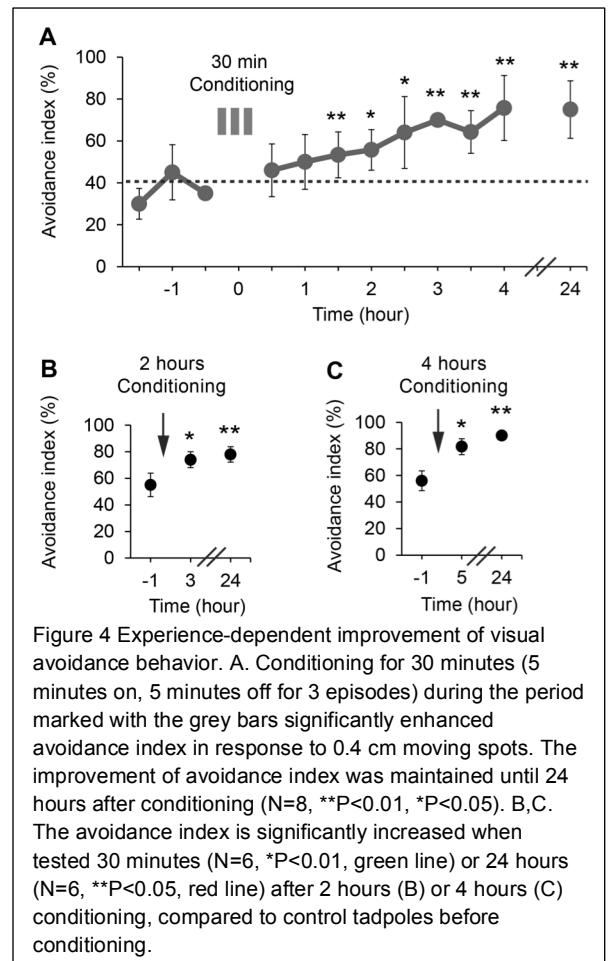 A
30 min
Conditioning
Avoidance index (%)
100
80
60
40
20
0
** * * ** ** ** **
-1 0 1 2 3 4 24
Time (hour)
B
2 hours
Conditioning
Avoidance index (%)
100
80
60
40
20
0
* **
-1 3 24
Time (hour)
C
4 hours
Conditioning
Avoidance index (%)
100
80
60
40
20
0
* **
-1 5 24
Time (hour)
Figure 4 Experience-dependent improvement of visual
avoidance behavior. A. Conditioning for 30 minutes (5
minutes on, 5 minutes off for 3 episodes) during the period
marked with the grey bars significantly enhanced
avoidance index in response to 0.4 cm moving spots. The
improvement of avoidance index was maintained until 24
hours after conditioning (N=8, **P<0.01, *P<0.05). B,C.
The avoidance index is significantly increased when
tested 30 minutes (N=6, *P<0.01, green line) or 24 hours
(N=6, **P<0.05, red line) after 2 hours (B) or 4 hours (C)
conditioning, compared to control tadpoles before
conditioning.